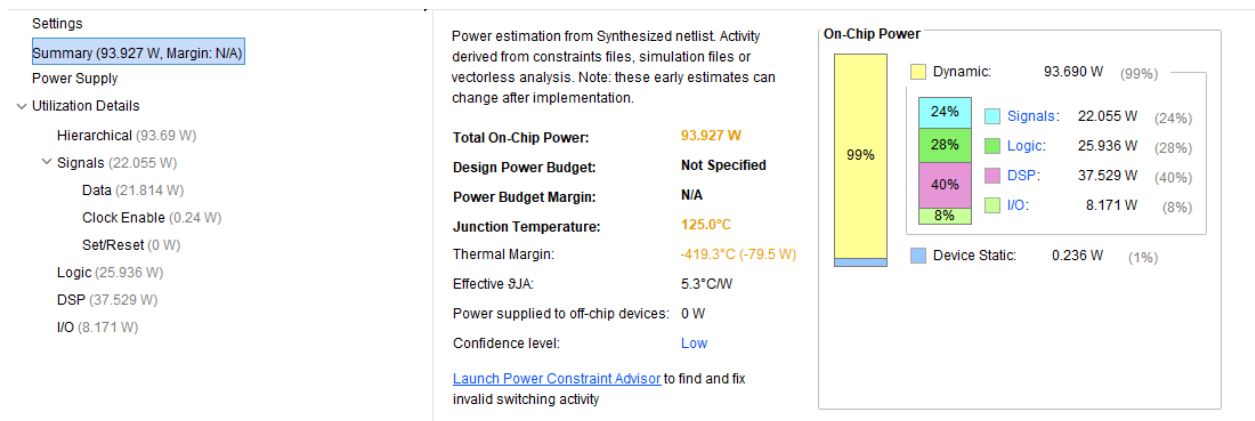 Settings
Summary (93.927 W, Margin: N/A)
Power Supply
Utilization Details
Hierarchical (93.69 W)
Signals (22.055 W)
Data (21.814 W)
Clock Enable (0.24 W)
Set/Reset (0 W)
Logic (25.936 W)
DSP (37.529 W)
I/O (8.171 W)
Power estimation from Synthesized netlist. Activity
derived from constraints files, simulation files or
vectorless analysis. Note: these early estimates can
change after implementation.
Total On-Chip Power: 93.927 W
Design Power Budget: Not Specified
Power Budget Margin: N/A
Junction Temperature: 125.0°C
Thermal Margin: -419.3°C (-79.5 W)
Effective ϑJA: 5.3°C/W
Power supplied to off-chip devices: 0 W
Confidence level: Low
Launch Power Constraint Advisor to find and fix
invalid switching activity
On-Chip Power
99%
Dynamic: 93.690 W (99%)
24% Signals: 22.055 W (24%)
28% Logic: 25.936 W (28%)
40% DSP: 37.529 W (40%)
8% I/O: 8.171 W (8%)
Device Static: 0.236 W (1%)